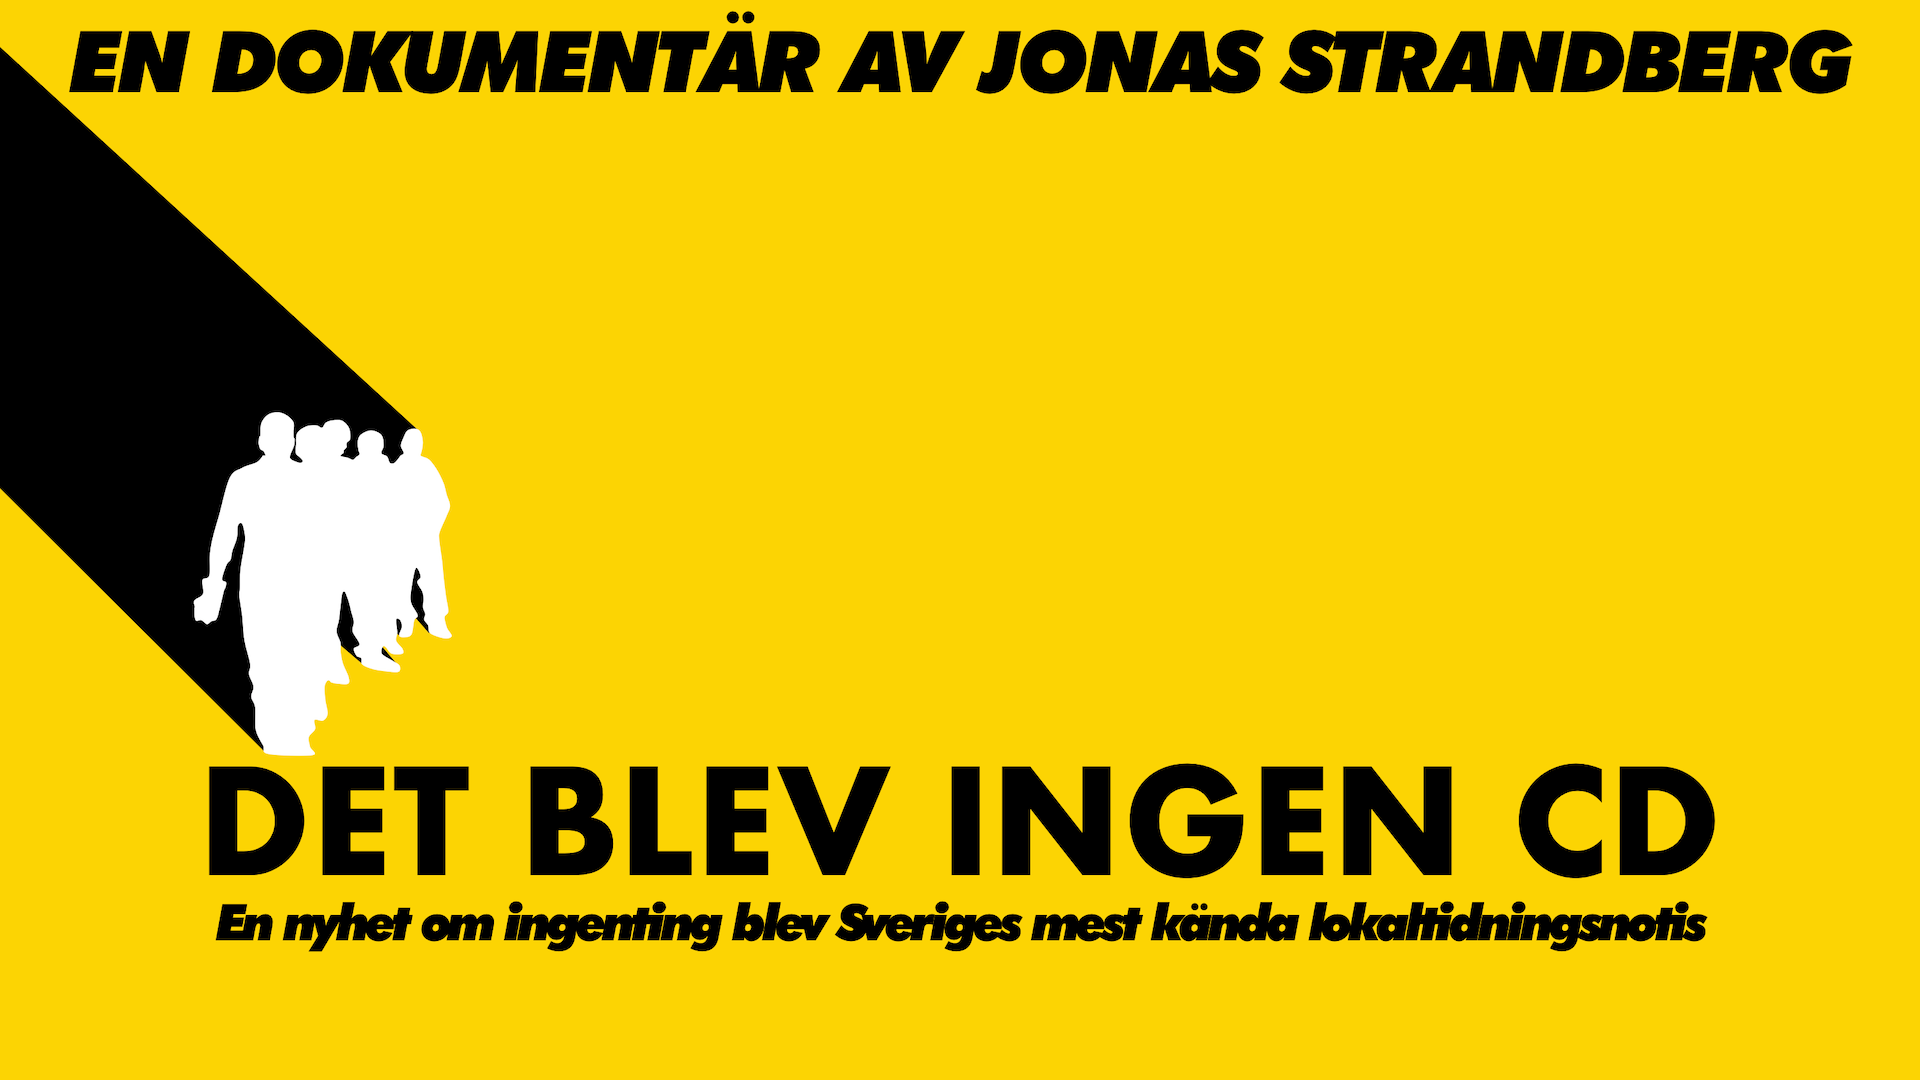 EN DOKUMENTÄR AV JONAS STRANDBERG
DET BLEV INGEN CD
En nyhet om ingenting blev Sveriges mest kända lokaltidningsnotis